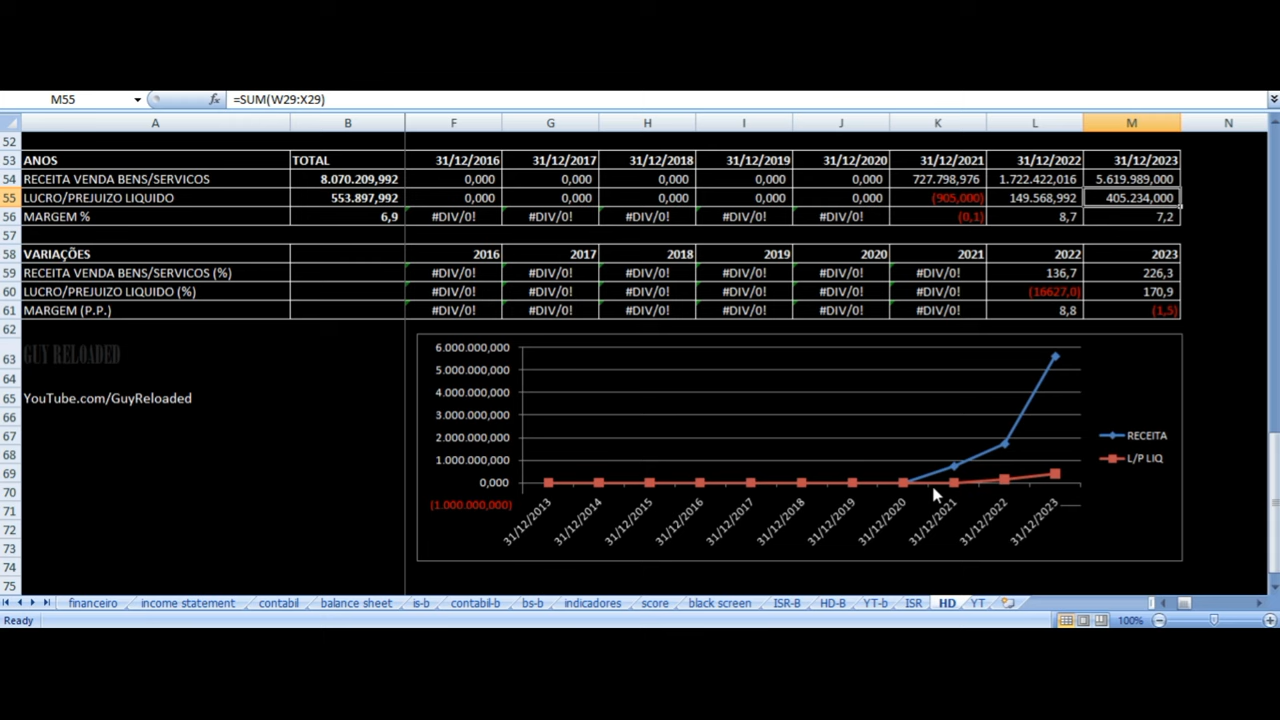 M55 fx =SUM(W29:X29)
A B F G H I J K L M N
52
53 ANOS TOTAL 31/12/2016 31/12/2017 31/12/2018 31/12/2019 31/12/2020 31/12/2021 31/12/2022 31/12/2023
54 RECEITA VENDA BENS/SERVICOS 8.070.209,992 0,000 0,000 0,000 0,000 0,000 727.798,976 1.722.422,016 5.619.989,000
55 LUCRO/PREJUIZO LIQUIDO 553.897,992 0,000 0,000 0,000 0,000 0,000 (905,000) 149.568,992 405.234,000
56 MARGEM % 6,9 #DIV/0! #DIV/0! #DIV/0! #DIV/0! #DIV/0! (0,1) 8,7 7,2
57
58 VARIAÇÕES 2016 2017 2018 2019 2020 2021 2022 2023
59 RECEITA VENDA BENS/SERVICOS (%) #DIV/0! #DIV/0! #DIV/0! #DIV/0! #DIV/0! #DIV/0! 136,7 226,3
60 LUCRO/PREJUIZO LIQUIDO (%) #DIV/0! #DIV/0! #DIV/0! #DIV/0! #DIV/0! #DIV/0! (16627,0) 170,9
61 MARGEM (P.P.) #DIV/0! #DIV/0! #DIV/0! #DIV/0! #DIV/0! #DIV/0! 8,8 (1,5)
62
63 GUY RELOADED
64
65 YouTube.com/GuyReloaded
66
67
68
69
70
71
72
73
74
75
6.000.000,000
5.000.000,000
4.000.000,000
3.000.000,000
2.000.000,000
1.000.000,000
0,000
(1.000.000,000)
31/12/2013 31/12/2014 31/12/2015 31/12/2016 31/12/2017 31/12/2018 31/12/2019 31/12/2020 31/12/2021 31/12/2022 31/12/2023
RECEITA
L/P LIQ
financeiro income statement contabil balance sheet is-b contabil-b bs-b indicadores score black screen ISR-B HD-B YT-b ISR HD YT
Ready 100%